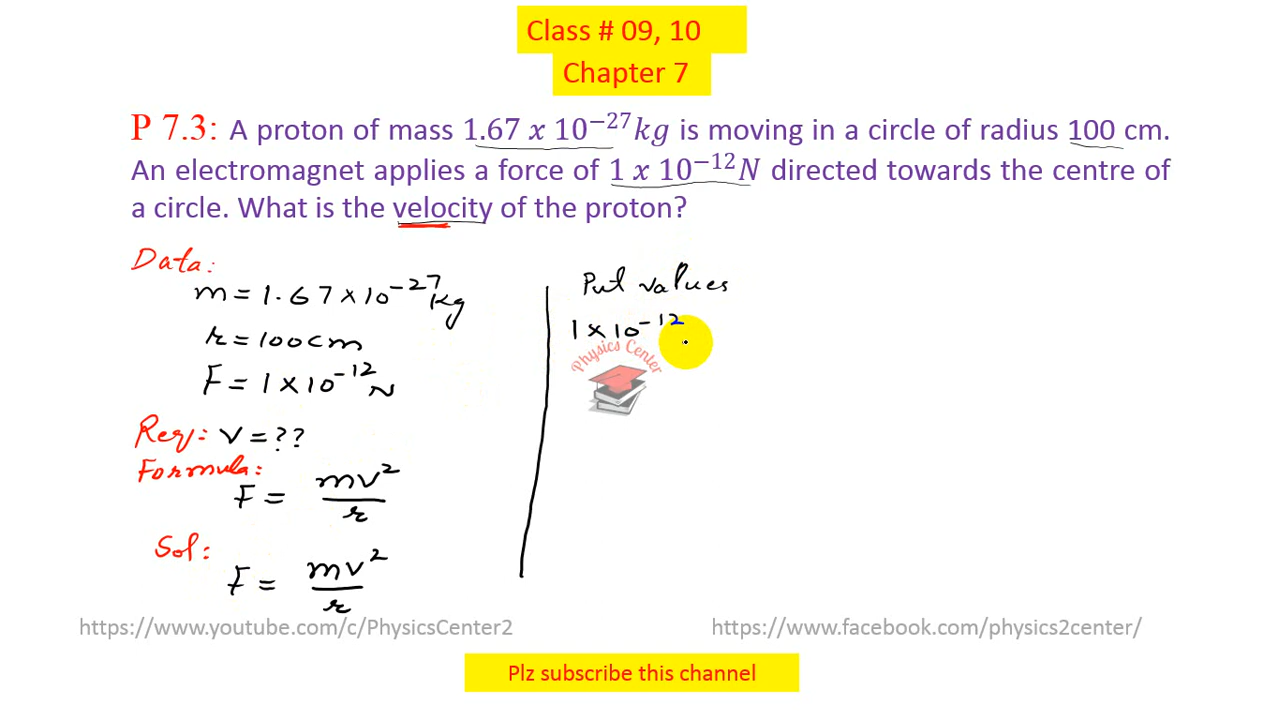 Class # 09, 10
Chapter 7
P 7.3: A proton of mass 1.67 x 10⁻²⁷kg is moving in a circle of radius 100 cm.
An electromagnet applies a force of 1 x 10⁻¹²N directed towards the centre of
a circle. What is the velocity of the proton?
Data:
m = 1.67 × 10⁻²⁷ kg
r = 100 cm
F = 1 × 10⁻¹² N
Req: v = ??
Formula:
F = mv²/r
Sol:
F = mv²/r
Put values
1 × 10⁻¹²
Physics Center
https://www.youtube.com/c/PhysicsCenter2
https://www.facebook.com/physics2center/
Plz subscribe this channel